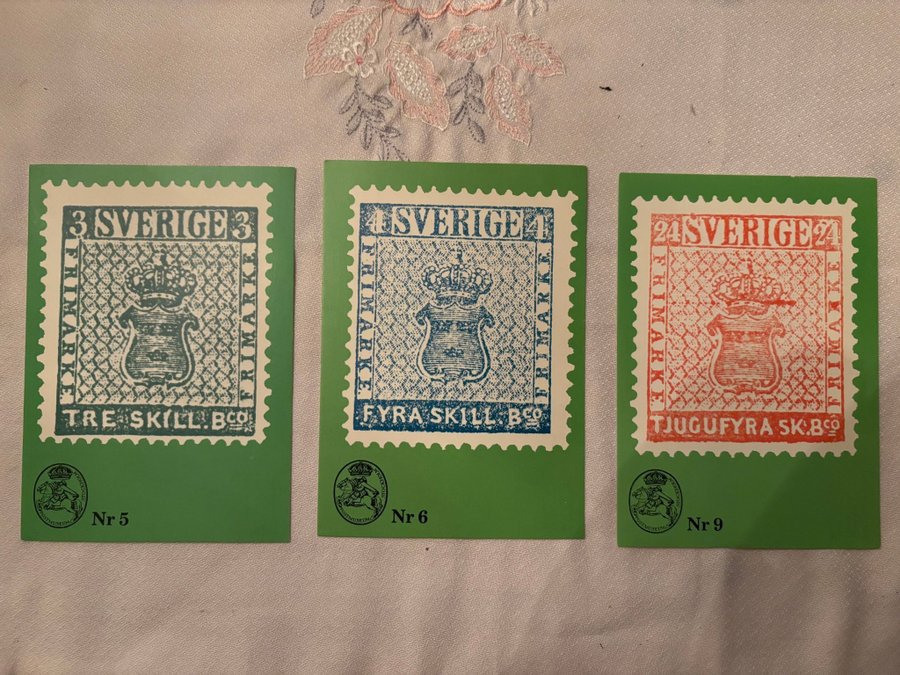 3 SVERIGE 3
FRIMARKE
FRIMARKE
TRE SKILL. Bco.
Nr 5
4 SVERIGE 4
FRIMARKE
FRIMARKE
FYRA SKILL. Bco.
Nr 6
24 SVERIGE 24
FRIMARKE
FRIMARKE
TJUGUFYRA SK. Bco
Nr 9